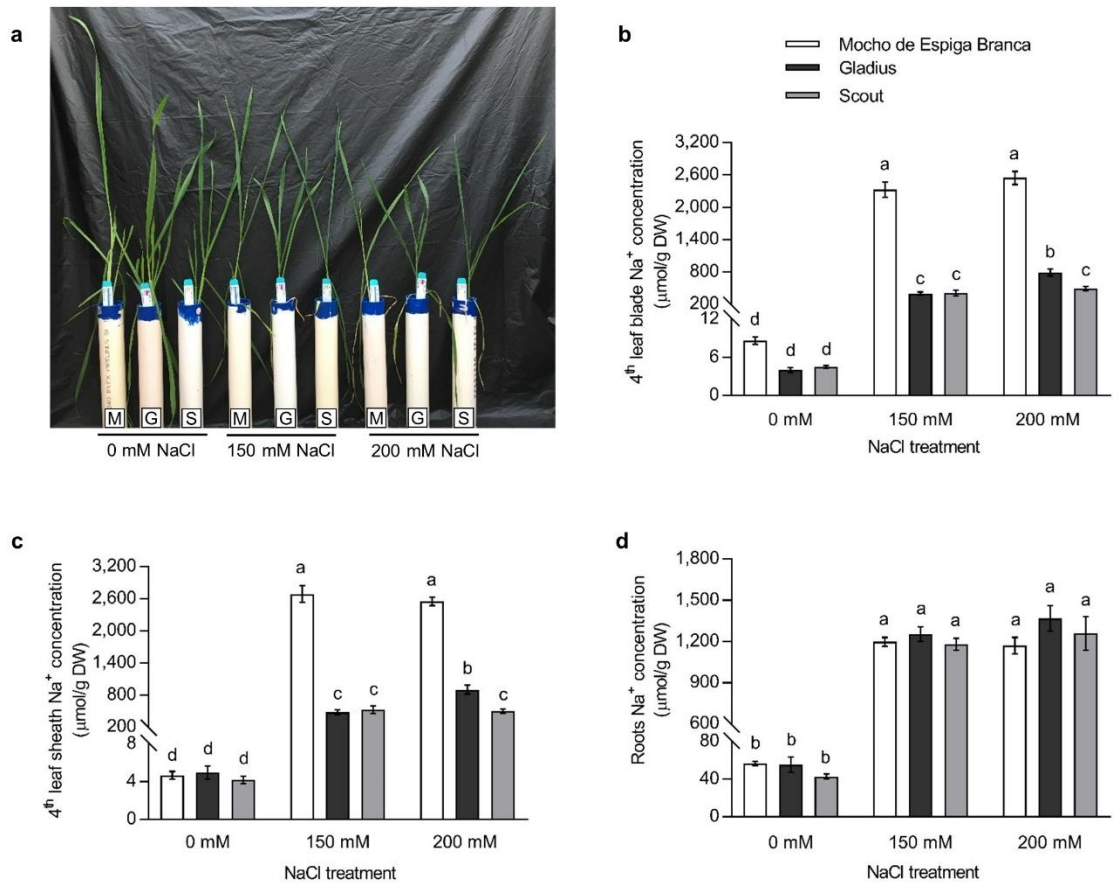 a
M G S M G S M G S
0 mM NaCl 150 mM NaCl 200 mM NaCl
b
Mocho de Espiga Branca
Gladius
Scout
4th leaf blade Na+ concentration
(µmol/g DW)
3,200
2,600
2,000
1,400
800
200
12
6
0
d d d
a c c
a b c
0 mM 150 mM 200 mM
NaCl treatment
c
4th leaf sheath Na+ concentration
(µmol/g DW)
3,200
2,600
1,400
800
200
8
4
0
d d d
a c c
a b c
0 mM 150 mM 200 mM
NaCl treatment
d
Roots Na+ concentration
(µmol/g DW)
1,800
1,500
1,200
900
600
80
40
0
b b b
a a a
a a a
0 mM 150 mM 200 mM
NaCl treatment